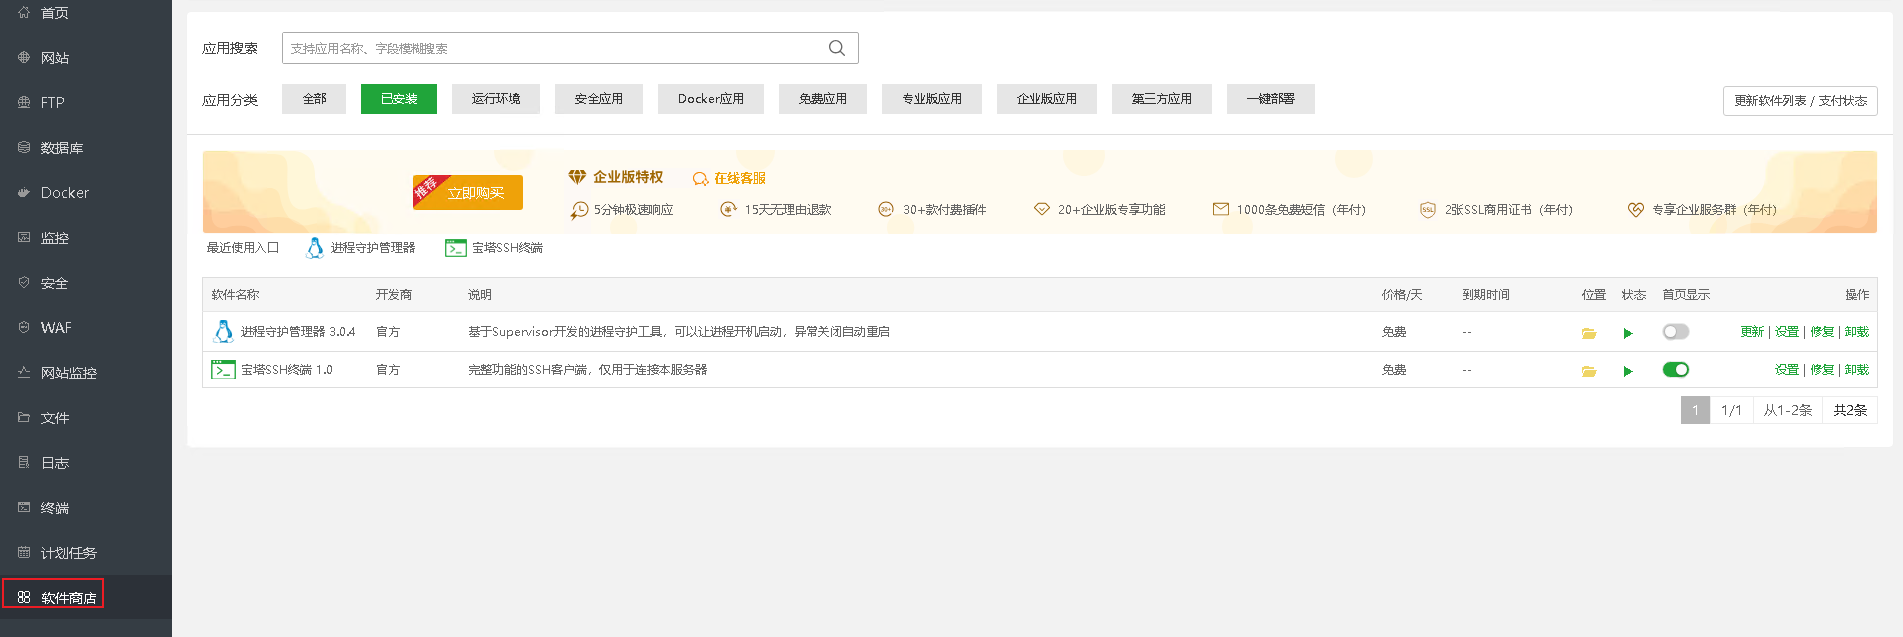 首页
网站
FTP
数据库
Docker
监控
安全
WAF
网站监控
文件
日志
终端
计划任务
软件商店
应用搜索 支持应用名称、字段模糊搜索
应用分类 全部 已安装 运行环境 安全应用 Docker应用 免费应用 专业版应用 企业版应用 第三方应用 一键部署 更新软件列表 / 支付状态
推荐 立即购买
企业版特权 在线客服
5分钟极速响应 15天无理由退款 30+ 30+款付费插件 20+企业版专享功能 1000条免费短信（年付） SSL 2张SSL商用证书（年付） 专享企业服务群（年付）
最近使用入口 进程守护管理器 宝塔SSH终端
软件名称 开发商 说明 价格/天 到期时间 位置 状态 首页显示 操作
进程守护管理器 3.0.4 官方 基于Supervisor开发的进程守护工具，可以让进程开机启动，异常关闭自动重启 免费 -- 更新 | 设置 | 修复 | 卸载
宝塔SSH终端 1.0 官方 完整功能的SSH客户端，仅用于连接本服务器 免费 -- 设置 | 修复 | 卸载
1 1/1 从1-2条 共2条